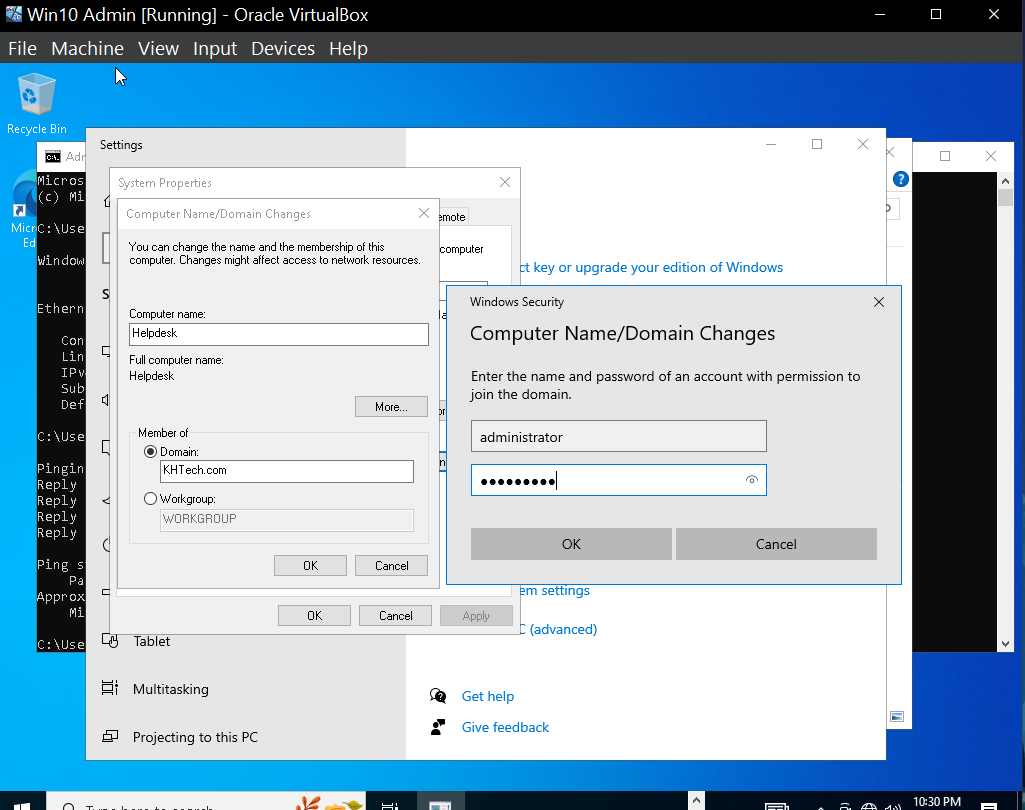 Win10 Admin [Running] - Oracle VirtualBox
File Machine View Input Devices Help
Recycle Bin
Settings
System Properties
Computer Name/Domain Changes
You can change the name and the membership of this
computer. Changes might affect access to network resources.
Computer name:
Helpdesk
Full computer name:
Helpdesk
More...
Member of
Domain:
KHTech.com
Workgroup:
WORKGROUP
OK Cancel
OK Cancel Apply
computer
ct key or upgrade your edition of Windows
Windows Security
Computer Name/Domain Changes
Enter the name and password of an account with permission to
join the domain.
administrator
OK Cancel
em settings
C (advanced)
Get help
Give feedback
Tablet
Multitasking
Projecting to this PC
Adm
Micros
(c) Mi
C:\Use
Window
Ethern
Con
Lin
IPv
Sub
Def
C:\Use
Pingin
Reply
Reply
Reply
Reply
Ping s
Pa
Approx
Mi
C:\Use
Micr
Ed
emote
Type here to search
10:30 PM